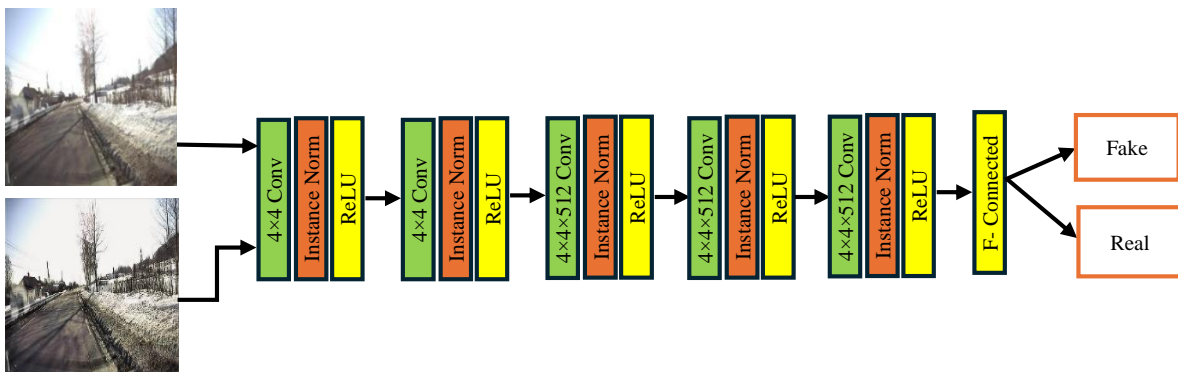 4×4 Conv
Instance Norm
ReLU
4×4 Conv
Instance Norm
ReLU
4×4×512 Conv
Instance Norm
ReLU
4×4×512 Conv
Instance Norm
ReLU
4×4×512 Conv
Instance Norm
ReLU
F- Connected
Fake
Real